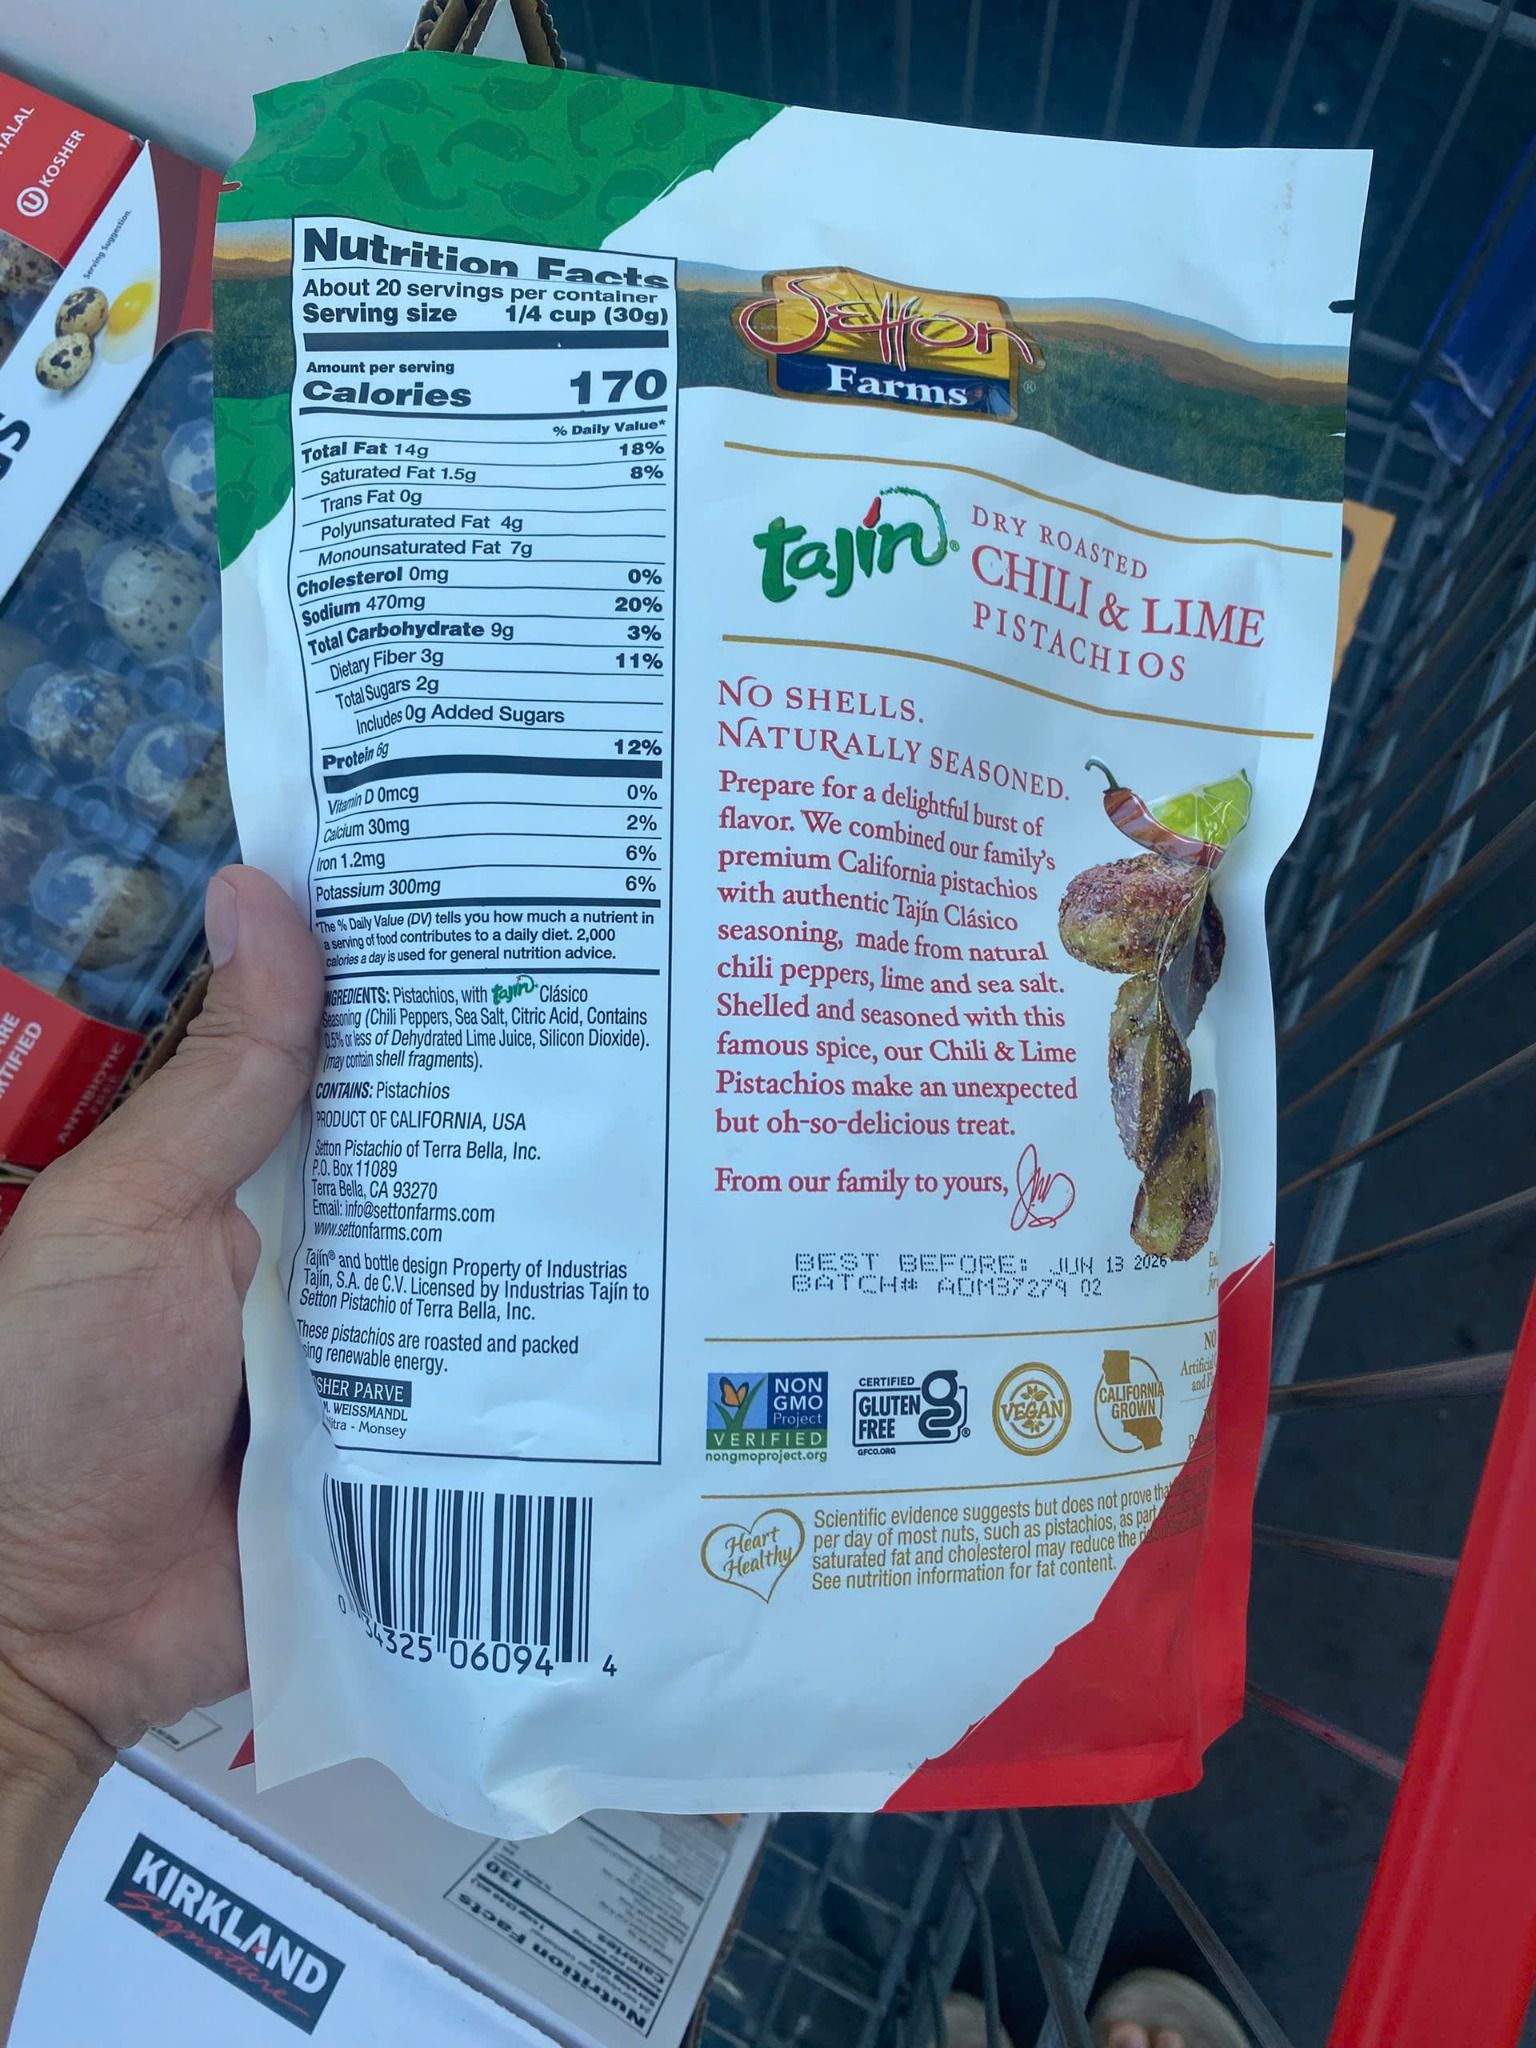 HALAL
U KOSHER
Serving Suggestion.
Nutrition Facts
About 20 servings per container
Serving size 1/4 cup (30g)
Amount per serving
Calories 170
% Daily Value*
Total Fat 14g 18%
Saturated Fat 1.5g 8%
Trans Fat 0g
Polyunsaturated Fat 4g
Monounsaturated Fat 7g
Cholesterol 0mg 0%
Sodium 470mg 20%
Total Carbohydrate 9g 3%
Dietary Fiber 3g 11%
Total Sugars 2g
Includes 0g Added Sugars
Protein 6g 12%
Vitamin D 0mcg 0%
Calcium 30mg 2%
Iron 1.2mg 6%
Potassium 300mg 6%
*The % Daily Value (DV) tells you how much a nutrient in
a serving of food contributes to a daily diet. 2,000
calories a day is used for general nutrition advice.
INGREDIENTS: Pistachios, with tajín® Clásico
Seasoning (Chili Peppers, Sea Salt, Citric Acid, Contains
0.5% or less of Dehydrated Lime Juice, Silicon Dioxide).
(may contain shell fragments).
CONTAINS: Pistachios
PRODUCT OF CALIFORNIA, USA
Setton Pistachio of Terra Bella, Inc.
P.O. Box 11089
Terra Bella, CA 93270
Email: info@settonfarms.com
www.settonfarms.com
Tajín® and bottle design Property of Industrias
Tajín, S.A. de C.V. Licensed by Industrias Tajín to
Setton Pistachio of Terra Bella, Inc.
These pistachios are roasted and packed
sing renewable energy.
SHER PARVE
M. WEISSMANDL
Nitra - Monsey
0 34325 06094 4
Setton
Farms®
tajín®
DRY ROASTED
CHILI & LIME
PISTACHIOS
NO SHELLS.
NATURALLY SEASONED.
Prepare for a delightful burst of
flavor. We combined our family's
premium California pistachios
with authentic Tajín Clásico
seasoning, made from natural
chili peppers, lime and sea salt.
Shelled and seasoned with this
famous spice, our Chili & Lime
Pistachios make an unexpected
but oh-so-delicious treat.
From our family to yours,
BEST BEFORE: JUN 13 2026
BATCH# ADM37279 02
NON
GMO
Project
VERIFIED
nongmoproject.org
CERTIFIED
GLUTEN
FREE
GFCO.ORG
VEGAN
CALIFORNIA
GROWN
NO
Artificial
and
Heart
Healthy
Scientific evidence suggests but does not prove that
per day of most nuts, such as pistachios, as part
saturated fat and cholesterol may reduce the
See nutrition information for fat content.
ANTIBIOTIC
FREE
KIRKLAND
Signature
Nutrition Facts
Calories 130